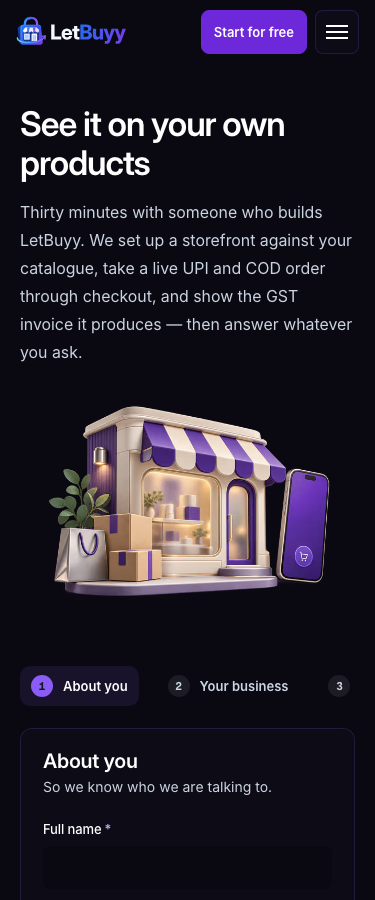 LetBuyy
Start for free
See it on your own
products
Thirty minutes with someone who builds
LetBuyy. We set up a storefront against your
catalogue, take a live UPI and COD order
through checkout, and show the GST
invoice it produces — then answer whatever
you ask.
1 About you
2 Your business
3
About you
So we know who we are talking to.
Full name *